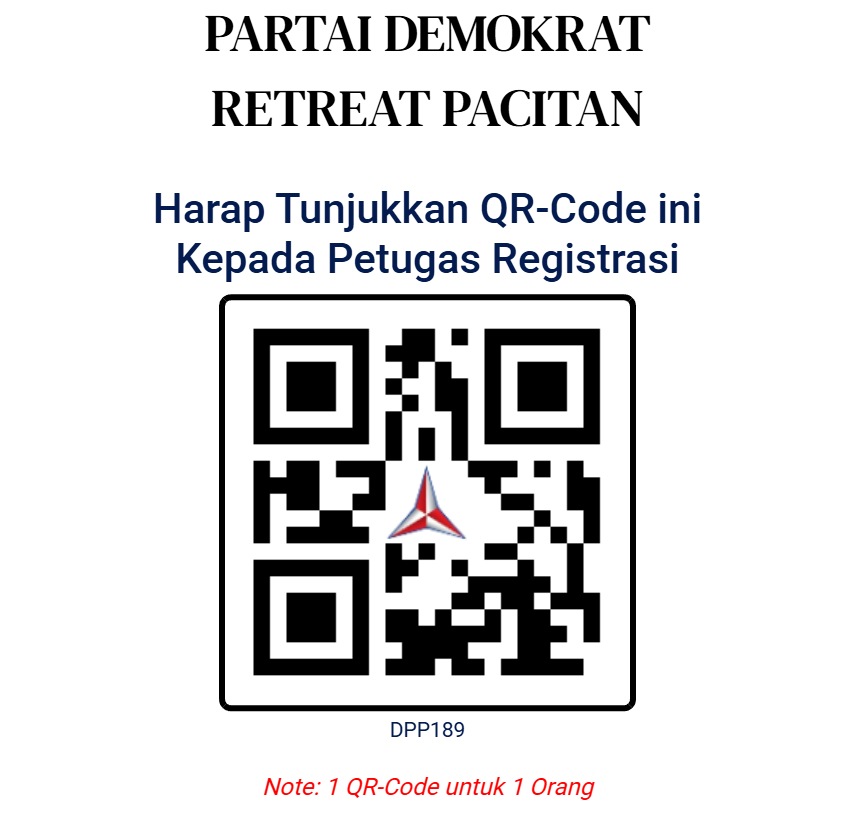 PARTAI DEMOKRAT
RETREAT PACITAN
Harap Tunjukkan QR-Code ini
Kepada Petugas Registrasi
DPP189
Note: 1 QR-Code untuk 1 Orang